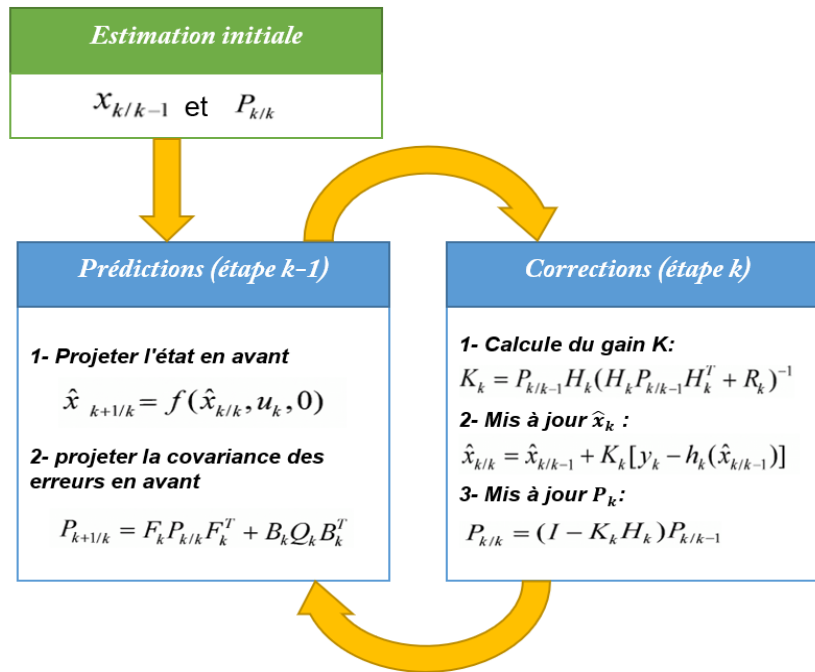 Estimation initiale
x_{k/k-1} et P_{k/k}
Prédictions (étape k-1)
1- Projeter l'état en avant
x̂_{k+1/k} = f(x̂_{k/k}, u_k, 0)
2- projeter la covariance des
erreurs en avant
P_{k+1/k} = F_k P_{k/k} F_k^T + B_k Q_k B_k^T
Corrections (étape k)
1- Calcule du gain K:
K_k = P_{k/k-1} H_k (H_k P_{k/k-1} H_k^T + R_k)^{-1}
2- Mis à jour x̂_k :
x̂_{k/k} = x̂_{k/k-1} + K_k [y_k − h_k (x̂_{k/k-1})]
3- Mis à jour P_k:
P_{k/k} = (I − K_k H_k) P_{k/k-1}